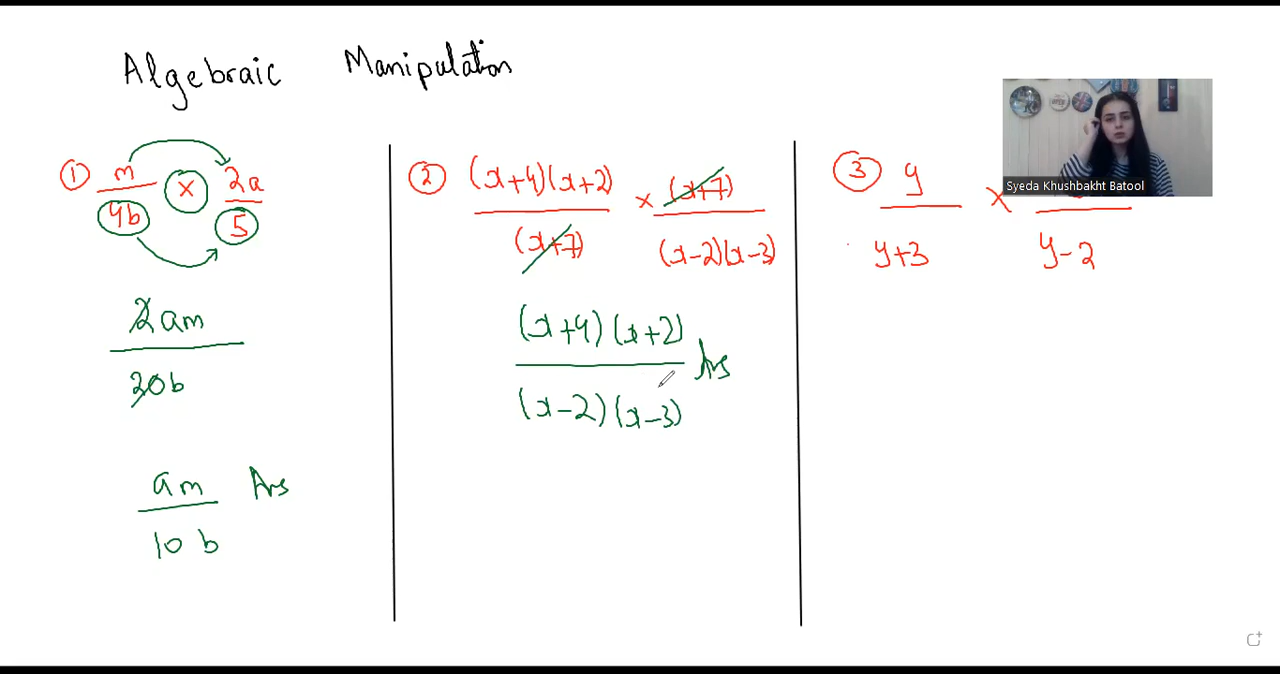 Algebraic Manipulation
Syeda Khushbakht Batool
① m/4b × 2a/5
2am/20b
am/10b Ans
② (x+4)(x+2)/(x+7) × (x+7)/(x-2)(x-3)
(x+4)(x+2)/(x-2)(x-3) Ans
③ y/y+3 × /y-2